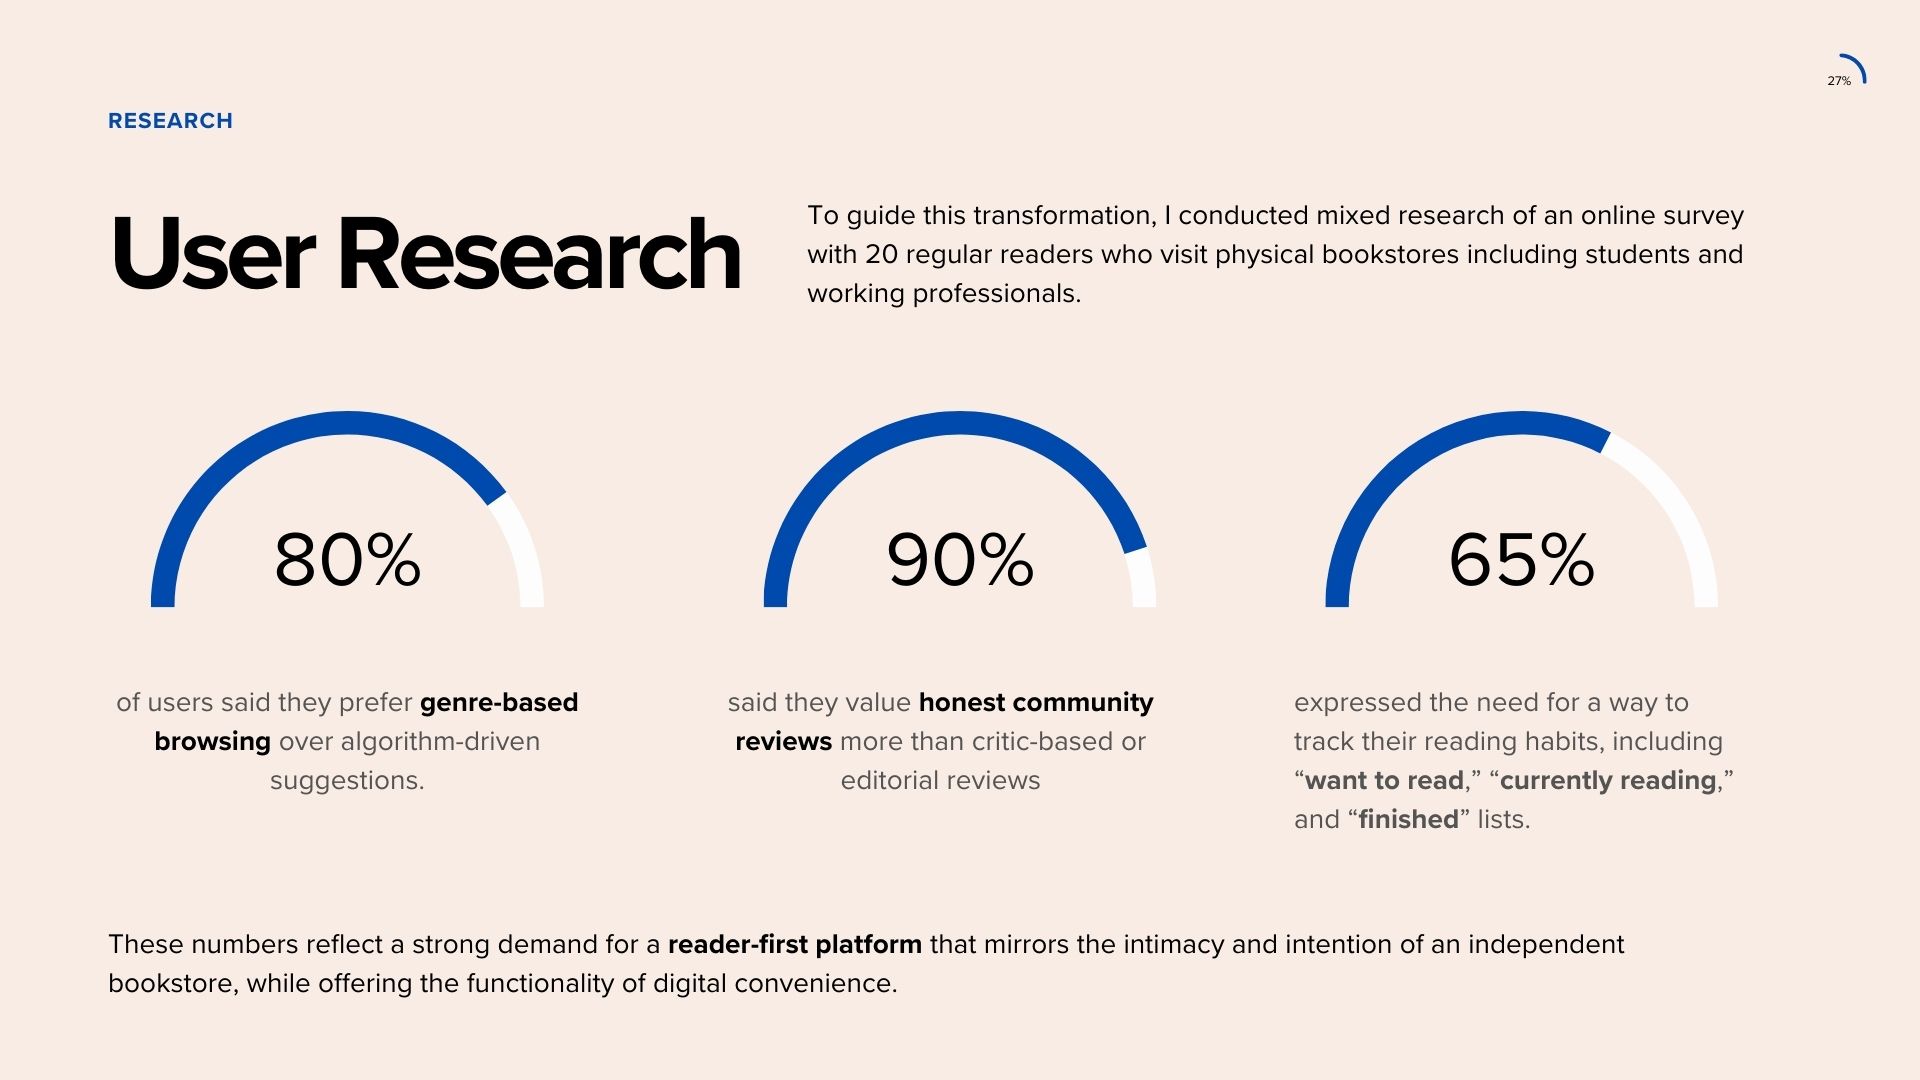 27%
RESEARCH
User Research
To guide this transformation, I conducted mixed research of an online survey
with 20 regular readers who visit physical bookstores including students and
working professionals.
80%
of users said they prefer genre-based
browsing over algorithm-driven
suggestions.
90%
said they value honest community
reviews more than critic-based or
editorial reviews
65%
expressed the need for a way to
track their reading habits, including
“want to read,” “currently reading,”
and “finished” lists.
These numbers reflect a strong demand for a reader-first platform that mirrors the intimacy and intention of an independent
bookstore, while offering the functionality of digital convenience.